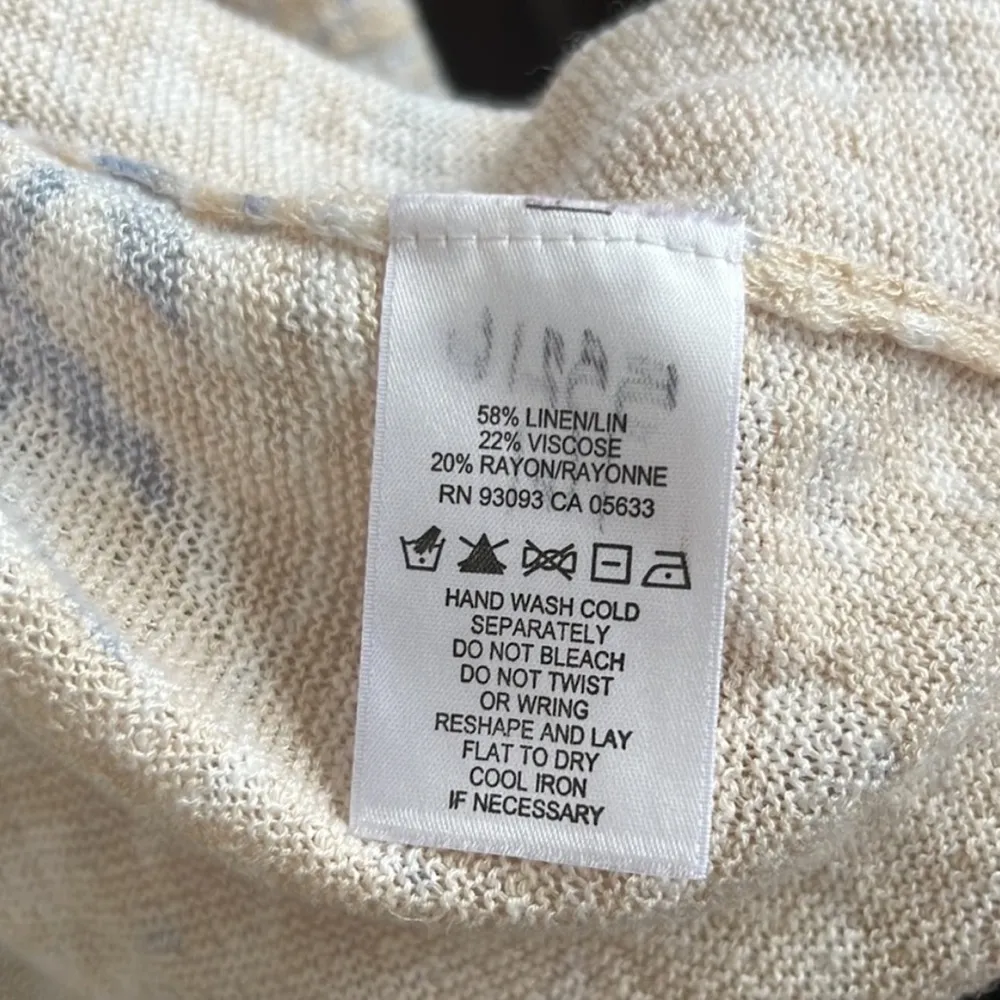 58% LINEN/LIN
22% VISCOSE
20% RAYON/RAYONNE
RN 93093 CA 05633
HAND WASH COLD
SEPARATELY
DO NOT BLEACH
DO NOT TWIST
OR WRING
RESHAPE AND LAY
FLAT TO DRY
COOL IRON
IF NECESSARY